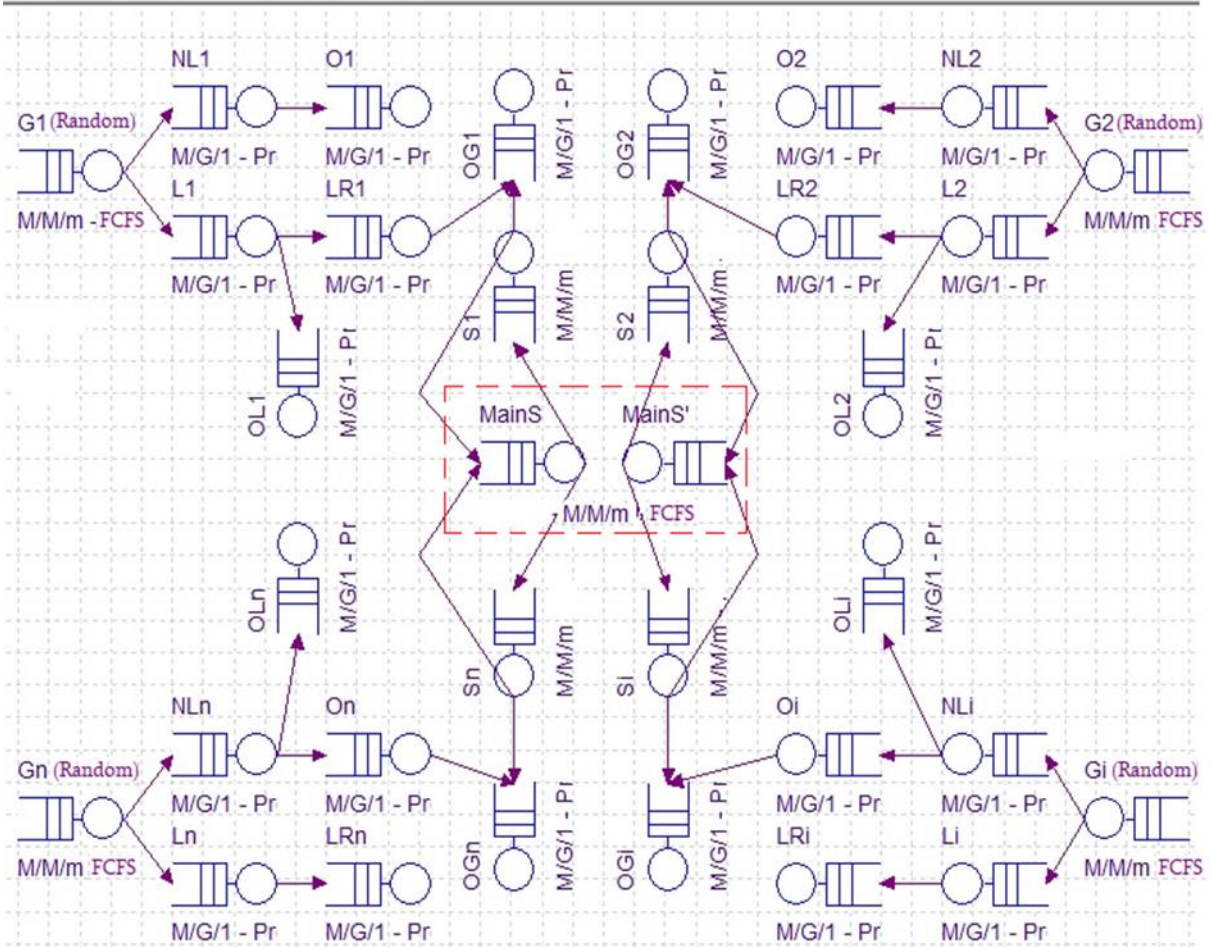 NL1
O1
O2
NL2
G1 (Random)
G2 (Random)
M/G/1 - Pr
M/G/1 - Pr
OG1
M/G/1 - Pr
OG2
M/G/1 - Pr
M/G/1 - Pr
M/G/1 - Pr
L1
LR1
LR2
L2
M/M/m - FCFS
M/M/m FCFS
M/G/1 - Pr
M/G/1 - Pr
S1
M/M/m
S2
M/M/m
M/G/1 - Pr
M/G/1 - Pr
OL1
M/G/1 - Pr
OL2
M/G/1 - Pr
MainS
MainS'
- M/M/m FCFS
OLn
M/G/1 - Pr
OLi
M/G/1 - Pr
Sn
M/M/m
Si
M/M/m
NLn
On
Oi
NLi
Gn (Random)
Gi (Random)
M/G/1 - Pr
M/G/1 - Pr
OGn
M/G/1 - Pr
OGi
M/G/1 - Pr
M/G/1 - Pr
M/G/1 - Pr
Ln
LRn
LRi
Li
M/M/m FCFS
M/M/m FCFS
M/G/1 - Pr
M/G/1 - Pr
M/G/1 - Pr
M/G/1 - Pr